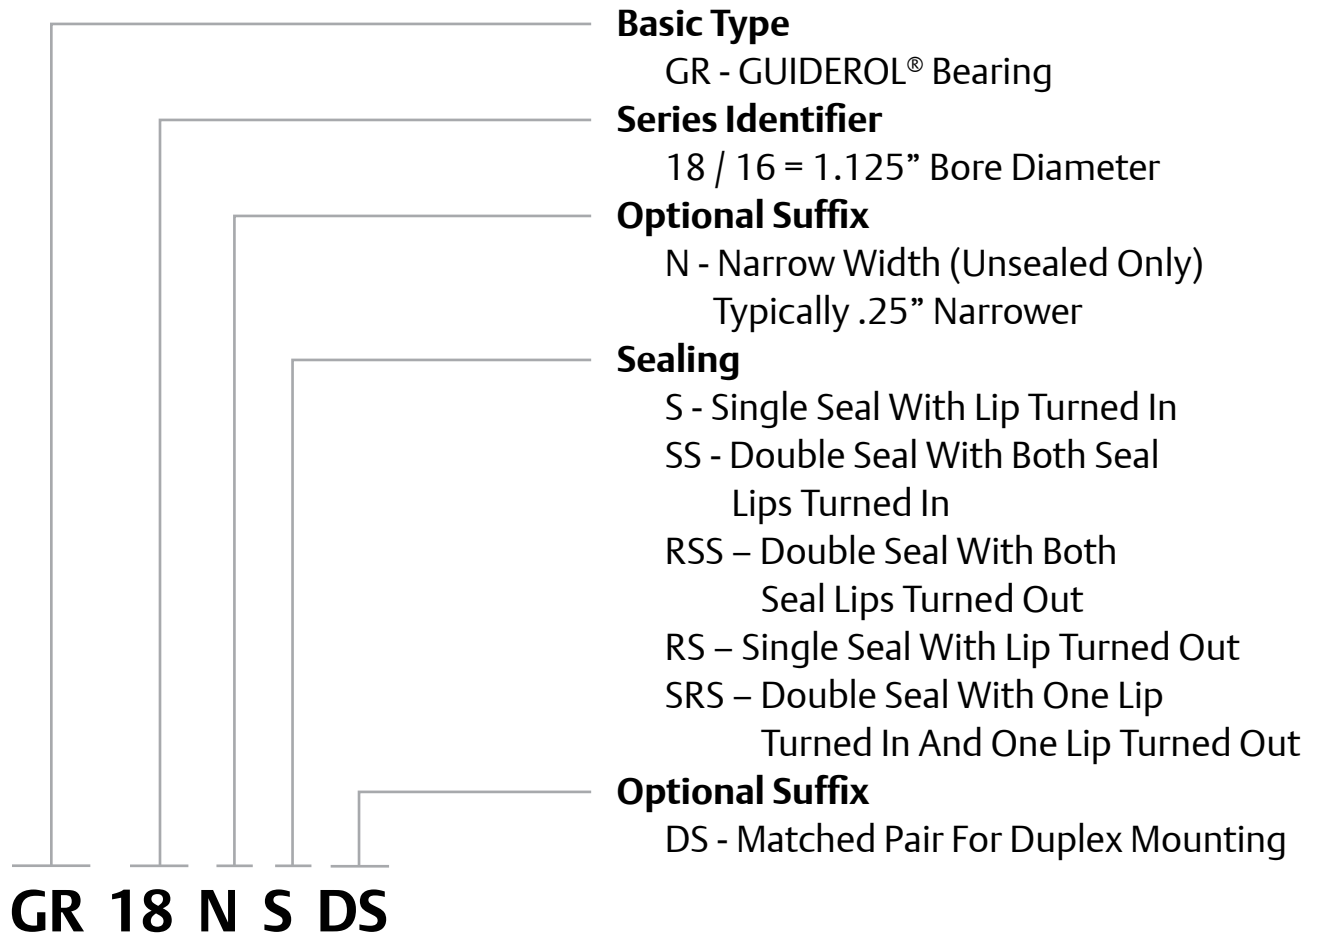 Basic Type
GR - GUIDEROL® Bearing
Series Identifier
18 / 16 = 1.125” Bore Diameter
Optional Suffix
N - Narrow Width (Unsealed Only)
Typically .25” Narrower
Sealing
S - Single Seal With Lip Turned In
SS - Double Seal With Both Seal
Lips Turned In
RSS – Double Seal With Both
Seal Lips Turned Out
RS – Single Seal With Lip Turned Out
SRS – Double Seal With One Lip
Turned In And One Lip Turned Out
Optional Suffix
DS - Matched Pair For Duplex Mounting
GR 18 N S DS